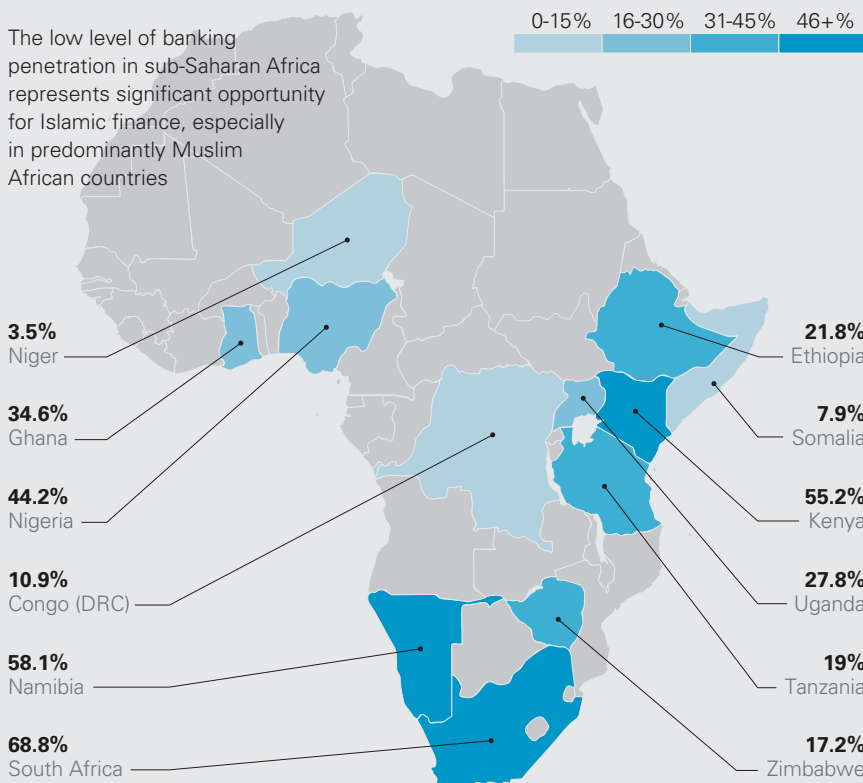 The low level of banking
penetration in sub-Saharan Africa
represents significant opportunity
for Islamic finance, especially
in predominantly Muslim
African countries
0-15%
16-30%
31-45%
46+%
3.5%
Niger
34.6%
Ghana
44.2%
Nigeria
10.9%
Congo (DRC)
58.1%
Namibia
68.8%
South Africa
21.8%
Ethiopia
7.9%
Somalia
55.2%
Kenya
27.8%
Uganda
19%
Tanzania
17.2%
Zimbabwe